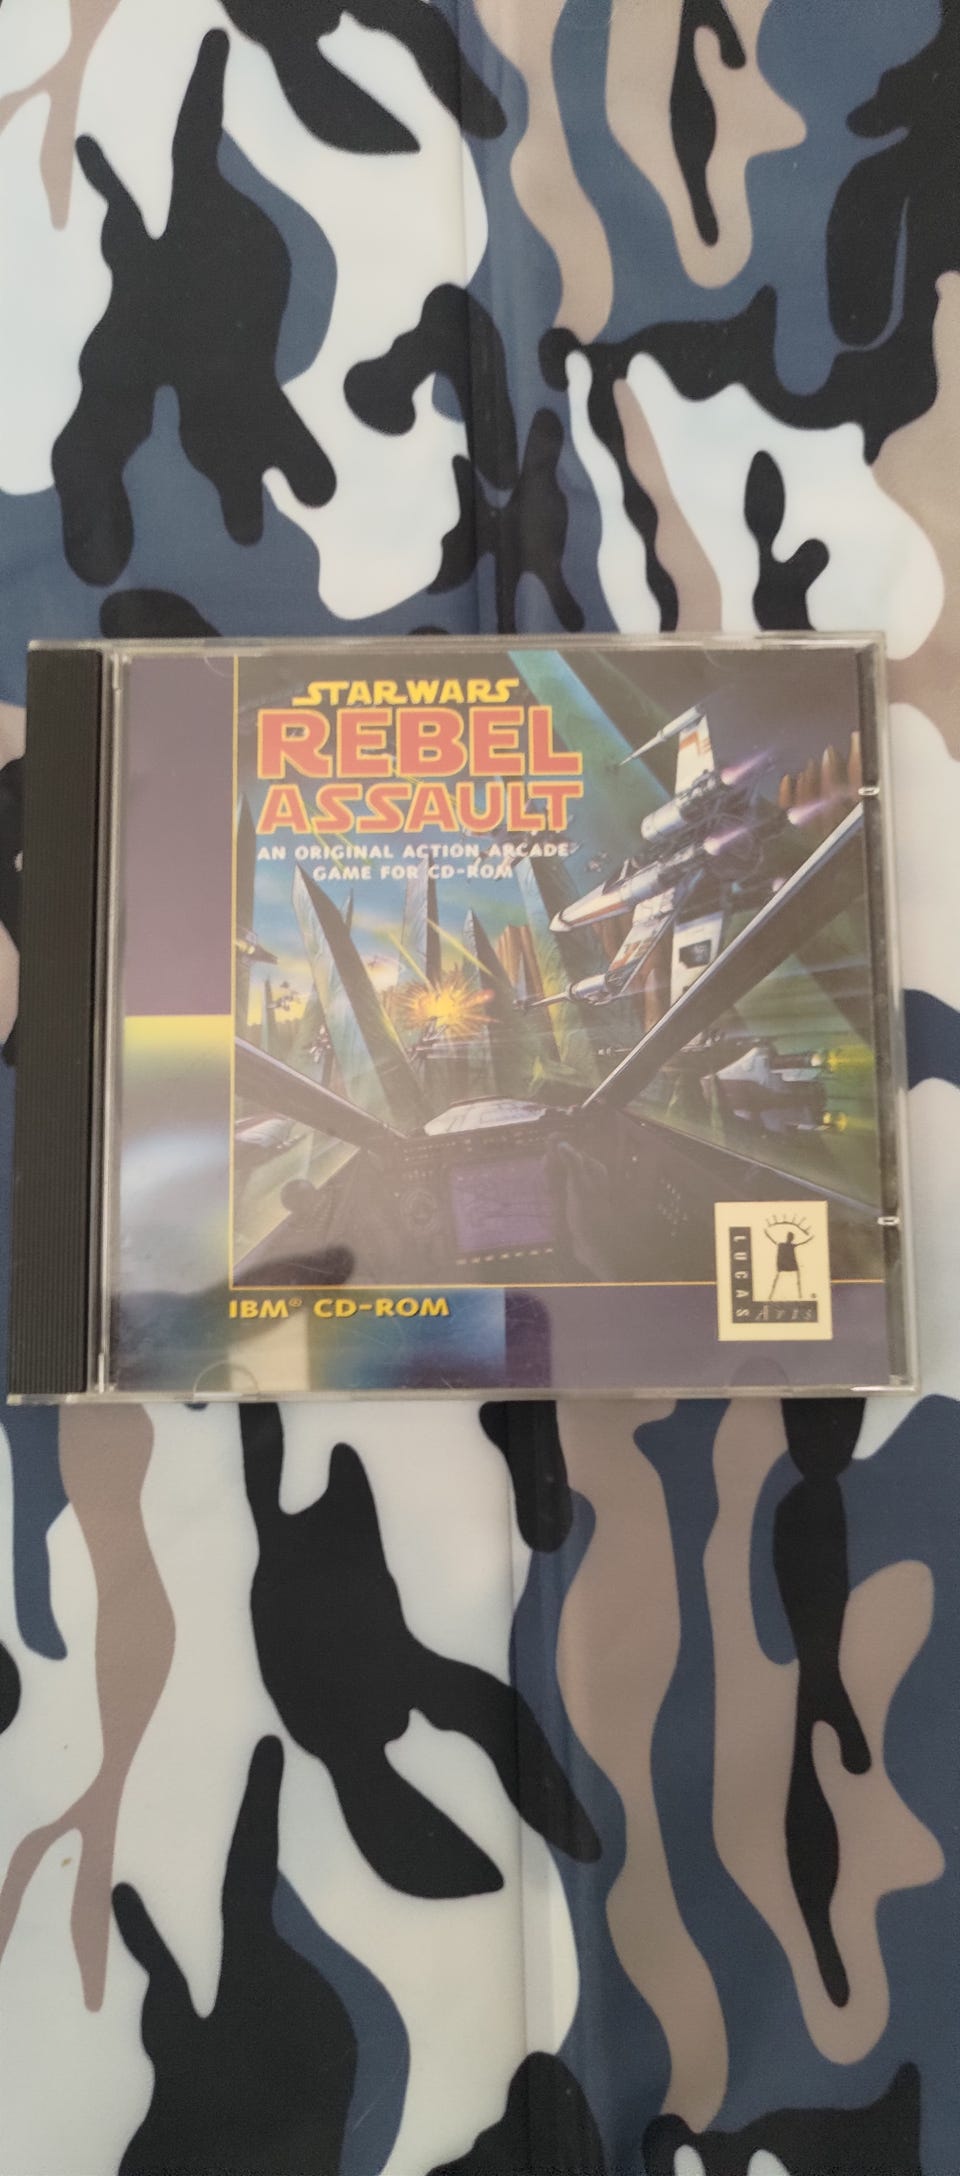 STAR WARS
REBEL
ASSAULT
AN ORIGINAL ACTION ARCADE
GAME FOR CD-ROM
IBM® CD-ROM
LUCAS
ARTS